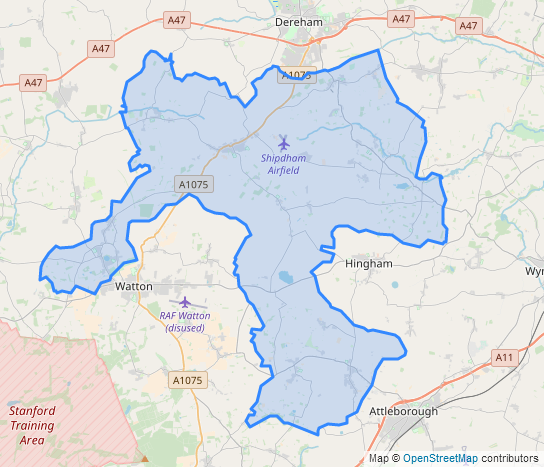 A47
Dereham
A47
A47
A47
A1075
Shipdham
Airfield
A1075
Hingham
Wyn
Watton
RAF Watton
(disused)
A11
A1075
Stanford
Training
Area
Attleborough
Map © OpenStreetMap contributors